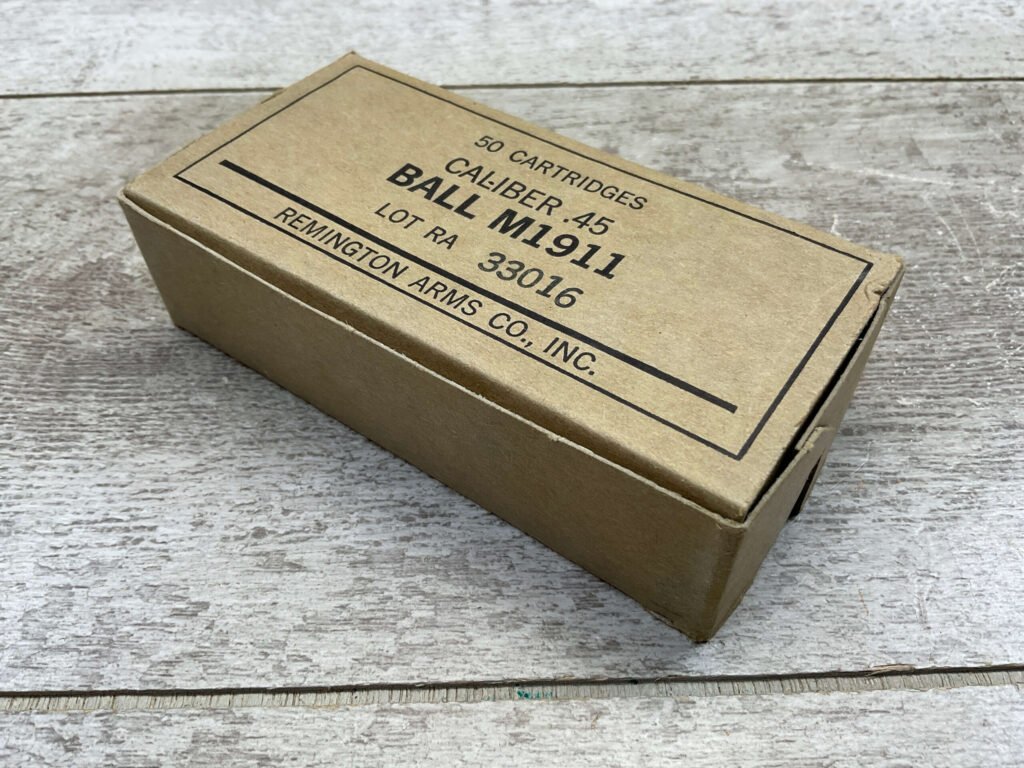 50 CARTRIDGES
CALIBER .45
BALL M1911
LOT RA 33016
REMINGTON ARMS CO., INC.